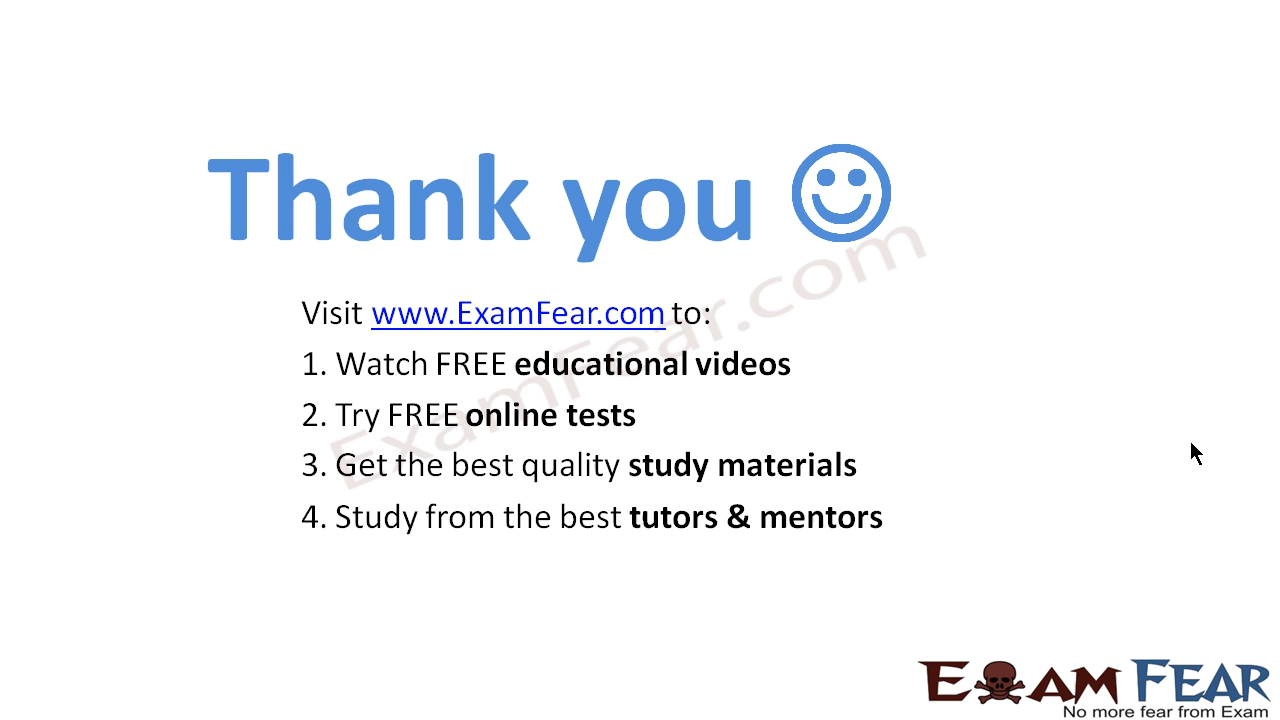 Thank you ☺
Visit www.ExamFear.com to:
1. Watch FREE educational videos
2. Try FREE online tests
3. Get the best quality study materials
4. Study from the best tutors & mentors
ExamFear.com
EXAM FEAR
No more fear from Exam